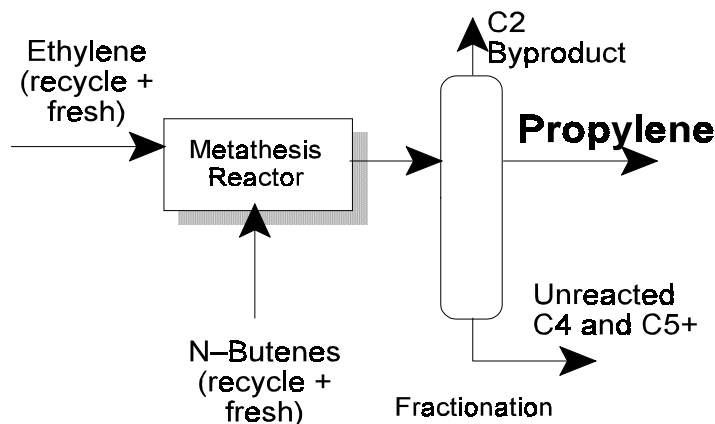 Ethylene
(recycle +
fresh)
Metathesis
Reactor
N–Butenes
(recycle +
fresh)
C2
Byproduct
Propylene
Unreacted
C4 and C5+
Fractionation